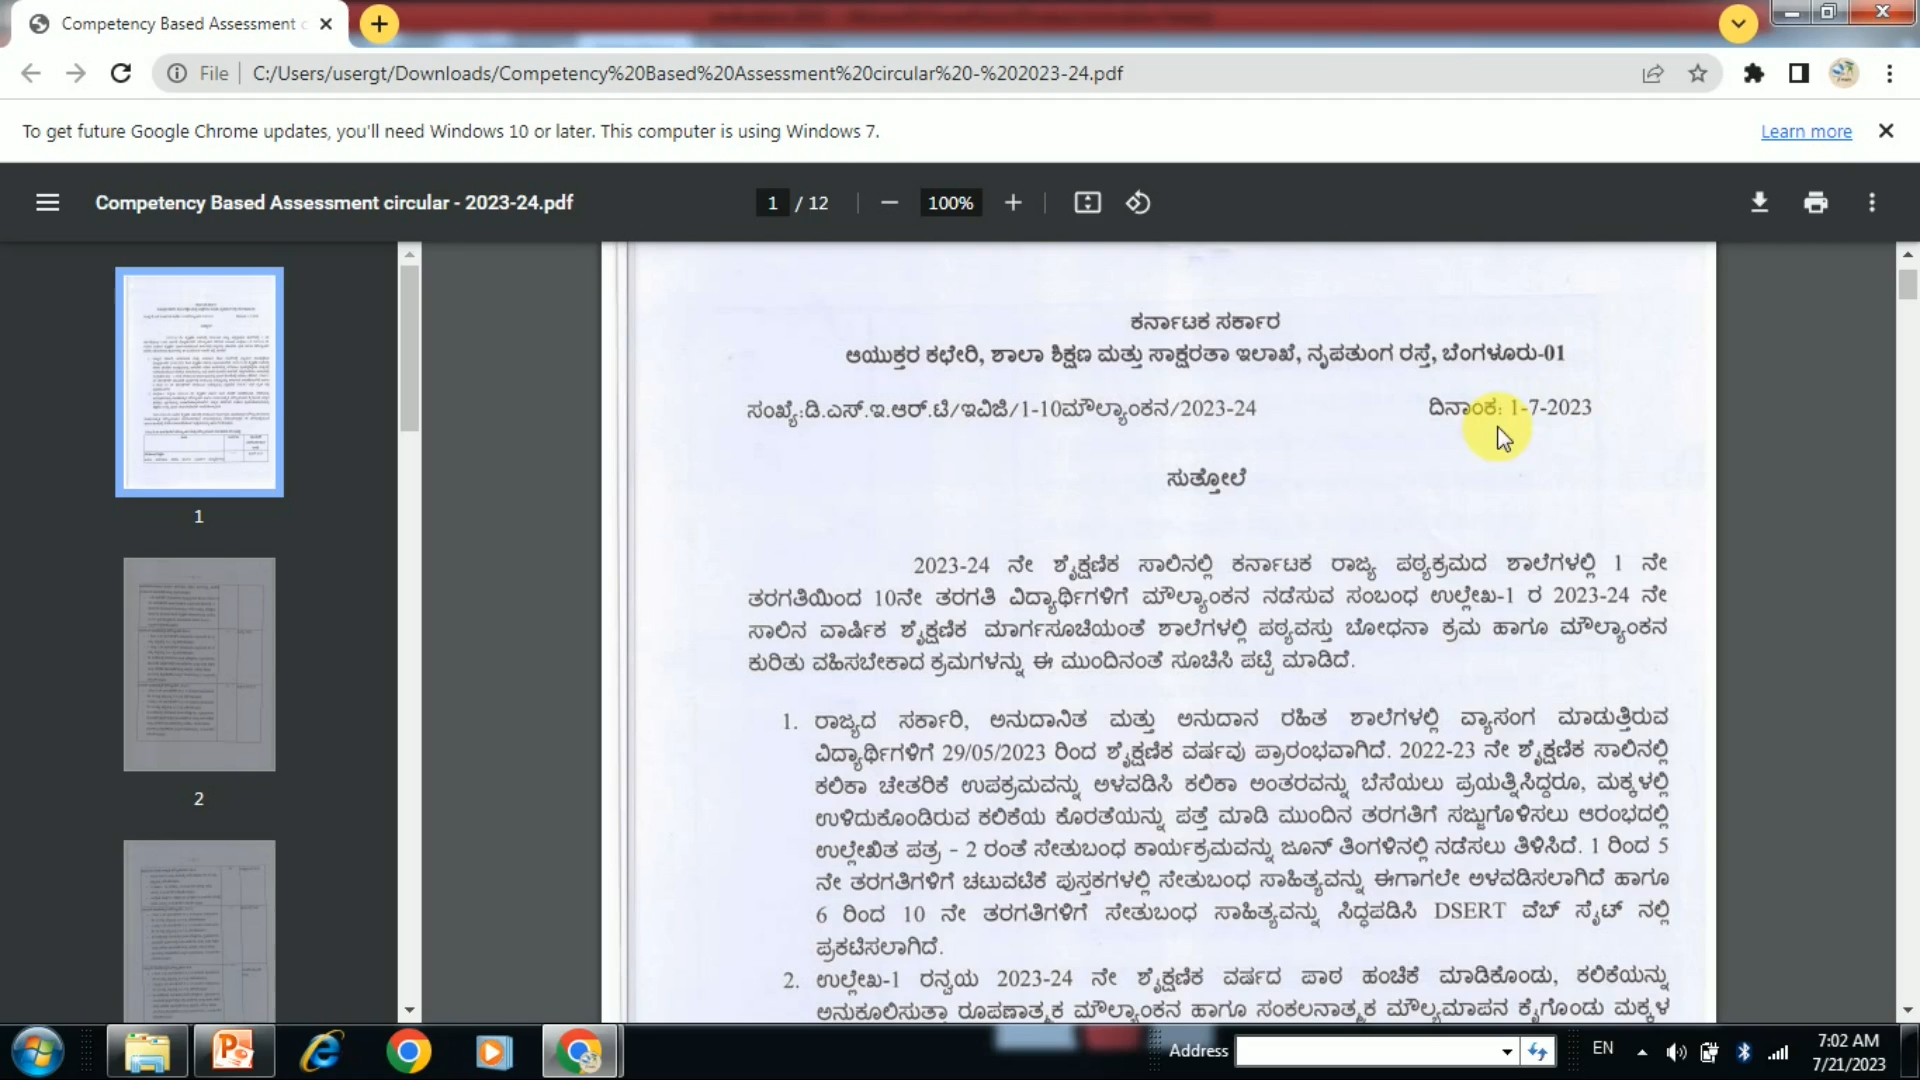 Competency Based Assessment c
File
C:/Users/usergt/Downloads/Competency%20Based%20Assessment%20circular%20-%202023-24.pdf
To get future Google Chrome updates, you'll need Windows 10 or later. This computer is using Windows 7.
Learn more
Competency Based Assessment circular - 2023-24.pdf
1 / 12
100%
1
2
ಕರ್ನಾಟಕ ಸರ್ಕಾರ
ಆಯುಕ್ತರ ಕಛೇರಿ, ಶಾಲಾ ಶಿಕ್ಷಣ ಮತ್ತು ಸಾಕ್ಷರತಾ ಇಲಾಖೆ, ನೃಪತುಂಗ ರಸ್ತೆ, ಬೆಂಗಳೂರು-01
ಸಂಖ್ಯೆ:ಡಿ.ಎಸ್.ಇ.ಆರ್.ಟಿ/ಇವಿಜಿ/1-10ಮೌಲ್ಯಾಂಕನ/2023-24
ದಿನಾಂಕ: 1-7-2023
ಸುತ್ತೋಲೆ
2023-24 ನೇ ಶೈಕ್ಷಣಿಕ ಸಾಲಿನಲ್ಲಿ ಕರ್ನಾಟಕ ರಾಜ್ಯ ಪಠ್ಯಕ್ರಮದ ಶಾಲೆಗಳಲ್ಲಿ 1 ನೇ
ತರಗತಿಯಿಂದ 10ನೇ ತರಗತಿ ವಿದ್ಯಾರ್ಥಿಗಳಿಗೆ ಮೌಲ್ಯಾಂಕನ ನಡೆಸುವ ಸಂಬಂಧ ಉಲ್ಲೇಖ-1 ರ 2023-24 ನೇ
ಸಾಲಿನ ವಾರ್ಷಿಕ ಶೈಕ್ಷಣಿಕ ಮಾರ್ಗಸೂಚಿಯಂತೆ ಶಾಲೆಗಳಲ್ಲಿ ಪಠ್ಯವಸ್ತು ಬೋಧನಾ ಕ್ರಮ ಹಾಗೂ ಮೌಲ್ಯಾಂಕನ
ಕುರಿತು ವಹಿಸಬೇಕಾದ ಕ್ರಮಗಳನ್ನು ಈ ಮುಂದಿನಂತೆ ಸೂಚಿಸಿ ಪಟ್ಟಿ ಮಾಡಿದೆ.
1. ರಾಜ್ಯದ ಸರ್ಕಾರಿ, ಅನುದಾನಿತ ಮತ್ತು ಅನುದಾನ ರಹಿತ ಶಾಲೆಗಳಲ್ಲಿ ವ್ಯಾಸಂಗ ಮಾಡುತ್ತಿರುವ
ವಿದ್ಯಾರ್ಥಿಗಳಿಗೆ 29/05/2023 ರಿಂದ ಶೈಕ್ಷಣಿಕ ವರ್ಷವು ಪ್ರಾರಂಭವಾಗಿದೆ. 2022-23 ನೇ ಶೈಕ್ಷಣಿಕ ಸಾಲಿನಲ್ಲಿ
ಕಲಿಕಾ ಚೇತರಿಕೆ ಉಪಕ್ರಮವನ್ನು ಅಳವಡಿಸಿ ಕಲಿಕಾ ಅಂತರವನ್ನು ಬೆಸೆಯಲು ಪ್ರಯತ್ನಿಸಿದ್ದರೂ, ಮಕ್ಕಳಲ್ಲಿ
ಉಳಿದುಕೊಂಡಿರುವ ಕಲಿಕೆಯ ಕೊರತೆಯನ್ನು ಪತ್ತೆ ಮಾಡಿ ಮುಂದಿನ ತರಗತಿಗೆ ಸಜ್ಜುಗೊಳಿಸಲು ಆರಂಭದಲ್ಲಿ
ಉಲ್ಲೇಖಿತ ಪತ್ರ - 2 ರಂತೆ ಸೇತುಬಂಧ ಕಾರ್ಯಕ್ರಮವನ್ನು ಜೂನ್ ತಿಂಗಳಿನಲ್ಲಿ ನಡೆಸಲು ತಿಳಿಸಿದೆ. 1 ರಿಂದ 5
ನೇ ತರಗತಿಗಳಿಗೆ ಚಟುವಟಿಕೆ ಪುಸ್ತಕಗಳಲ್ಲಿ ಸೇತುಬಂಧ ಸಾಹಿತ್ಯವನ್ನು ಈಗಾಗಲೇ ಅಳವಡಿಸಲಾಗಿದೆ ಹಾಗೂ
6 ರಿಂದ 10 ನೇ ತರಗತಿಗಳಿಗೆ ಸೇತುಬಂಧ ಸಾಹಿತ್ಯವನ್ನು ಸಿದ್ಧಪಡಿಸಿ DSERT ವೆಬ್ ಸೈಟ್ ನಲ್ಲಿ
ಪ್ರಕಟಿಸಲಾಗಿದೆ.
2. ಉಲ್ಲೇಖ-1 ರನ್ವಯ 2023-24 ನೇ ಶೈಕ್ಷಣಿಕ ವರ್ಷದ ಪಾಠ ಹಂಚಿಕೆ ಮಾಡಿಕೊಂಡು, ಕಲಿಕೆಯನ್ನು
ಅನುಕೂಲಿಸುತ್ತಾ ರೂಪಣಾತ್ಮಕ ಮೌಲ್ಯಾಂಕನ ಹಾಗೂ ಸಂಕಲನಾತ್ಮಕ ಮೌಲ್ಯಮಾಪನ ಕೈಗೊಂಡು ಮಕ್ಕಳ
Address
EN
7:02 AM
7/21/2023